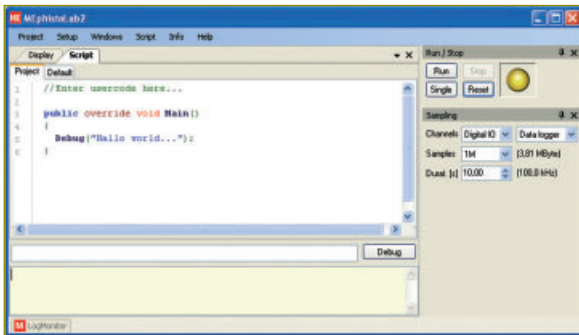 MEphistoLab2
Project Setup Windows Script Info Help
Display Script
Project Default
1 //Enter usercode here...
2
3 public override void Main()
4 {
5 Debug("Hallo world...");
6 }
Debug
LogMonitor
Run / Stop
Run Stop
Single Reset
Sampling
Channels Digital IO Data logger
Samples 1M (3,81 MByte)
Durat. [s] 10,00 (100.0 kHz)